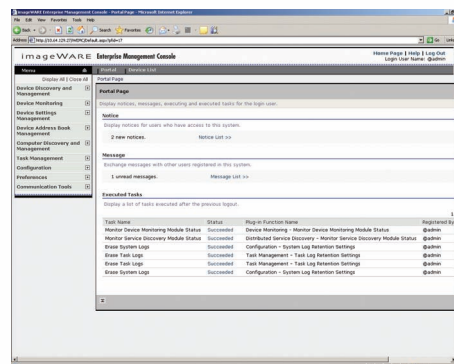 imageWARE Enterprise Management Console - Portal Page - Microsoft Internet Explorer
File Edit View Favorites Tools Help
Back Search Favorites
Address
Go Links
imageWARE Enterprise Management Console
Home Page | Help | Log Out
Login User Name: @admin
Menu
Portal Device List
Display All | Close All
Portal Page
Device Discovery and Management
Device Monitoring
Device Settings Management
Device Address Book Management
Computer Discovery and Management
Task Management
Configuration
Preferences
Communication Tools
Portal Page
Display notices, messages, executing and executed tasks for the login user.
Notice
Display notices for users who have access to this system.
2 new notices. Notice List >>
Message
Exchange messages with other users registered in this system.
1 unread messages. Message List >>
Executed Tasks
Display a list of tasks executed after the previous logout.
1
Task Name Status Plug-in Function Name Registered By
Monitor Device Monitoring Module Status Succeeded Device Monitoring - Monitor Device Monitoring Module Status @admin
Monitor Service Discovery Module Status Succeeded Distributed Service Discovery - Monitor Service Discovery Module Status @admin
Erase System Logs Succeeded Configuration - System Log Retention Settings @admin
Erase Task Logs Succeeded Task Management - Task Log Retention Settings @admin
Erase Task Logs Succeeded Task Management - Task Log Retention Settings @admin
Erase System Logs Succeeded Configuration - System Log Retention Settings @admin